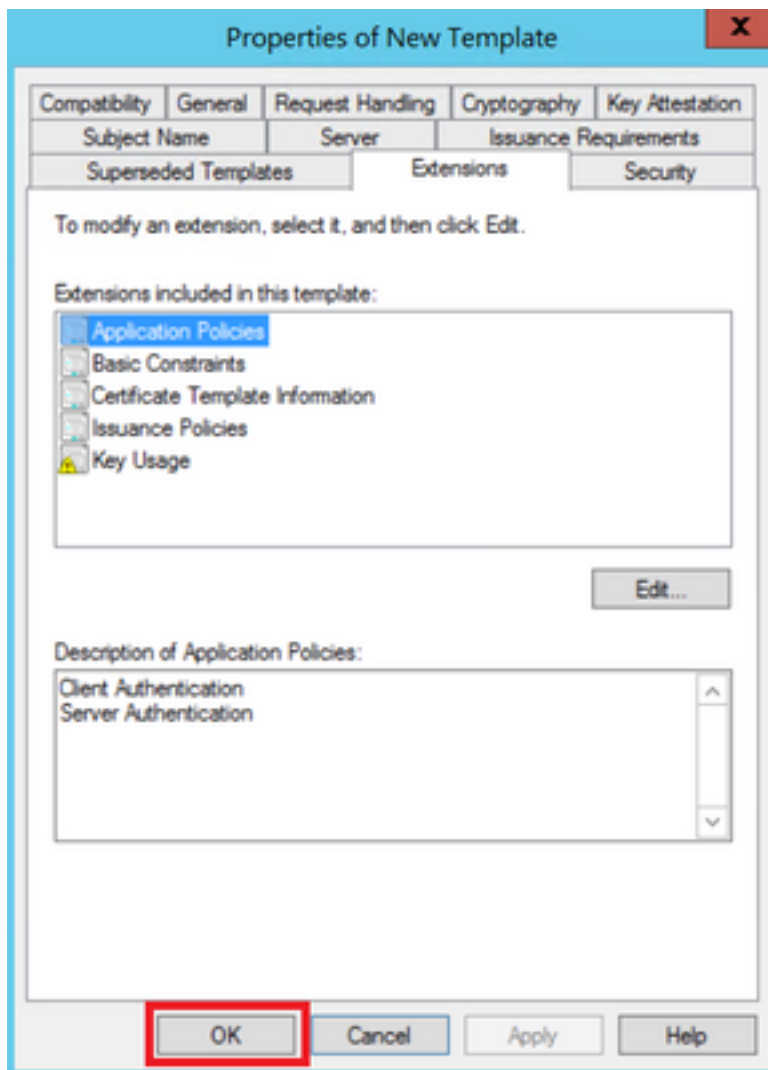 Properties of New Template
x
Compatibility General Request Handling Cryptography Key Attestation
Subject Name Server Issuance Requirements
Superseded Templates Extensions Security
To modify an extension, select it, and then click Edit.
Extensions included in this template:
Application Policies
Basic Constraints
Certificate Template Information
Issuance Policies
Key Usage
Edit...
Description of Application Policies:
Client Authentication
Server Authentication
OK Cancel Apply Help